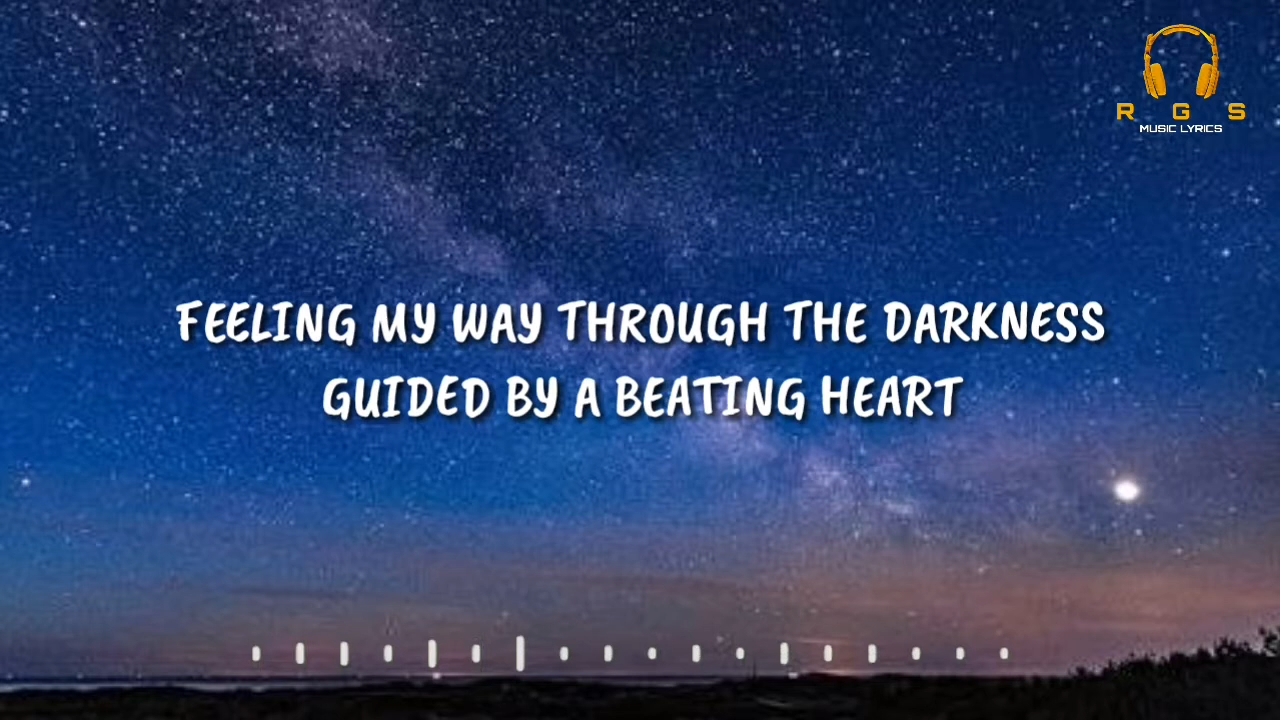 R G S
MUSIC LYRICS
FEELING MY WAY THROUGH THE DARKNESS
GUIDED BY A BEATING HEART